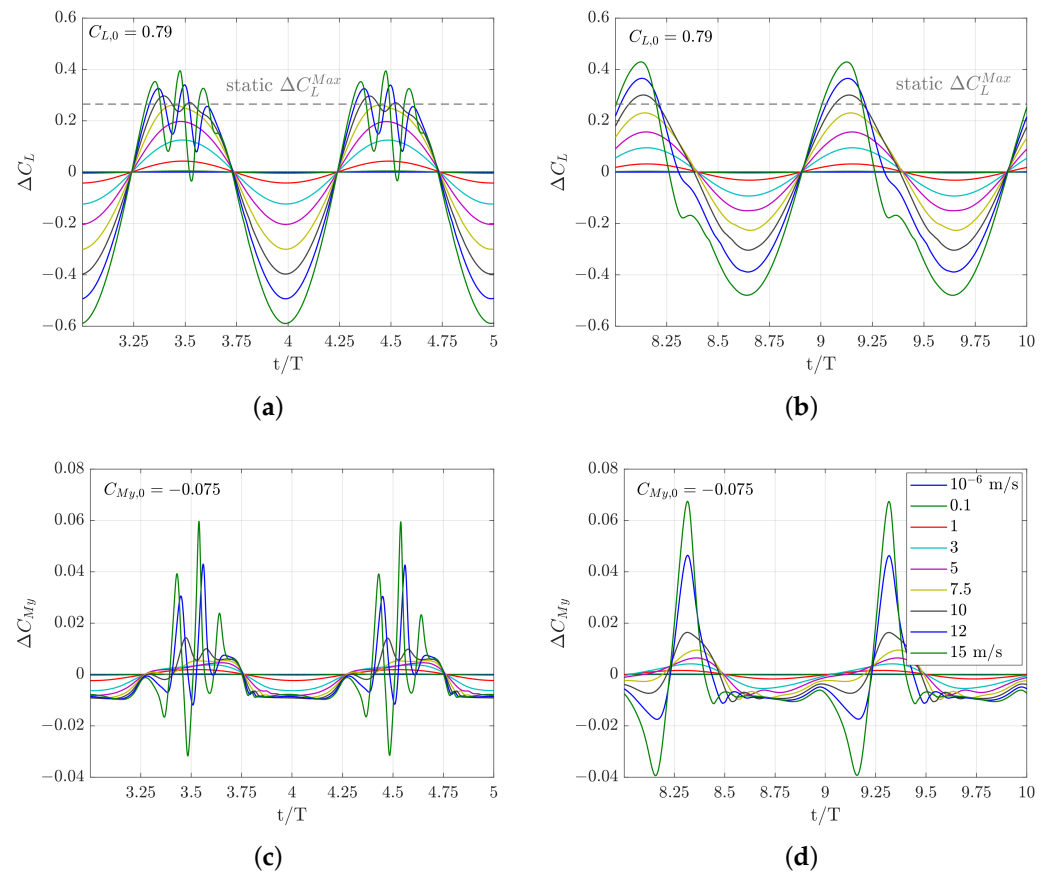 0.6
0.4
0.2
0
−0.2
−0.4
−0.6
ΔC_L
C_{L,0} = 0.79
static ΔC_L^{Max}
3.25 3.5 3.75 4 4.25 4.5 4.75 5
t/T
(a)
0.6
0.4
0.2
0
−0.2
−0.4
−0.6
ΔC_L
C_{L,0} = 0.79
static ΔC_L^{Max}
8.25 8.5 8.75 9 9.25 9.5 9.75 10
t/T
(b)
0.08
0.06
0.04
0.02
0
−0.02
−0.04
ΔC_{My}
C_{My,0} = −0.075
3.25 3.5 3.75 4 4.25 4.5 4.75 5
t/T
(c)
0.08
0.06
0.04
0.02
0
−0.02
−0.04
ΔC_{My}
C_{My,0} = −0.075
10⁻⁶ m/s
0.1
1
3
5
7.5
10
12
15 m/s
8.25 8.5 8.75 9 9.25 9.5 9.75 10
t/T
(d)